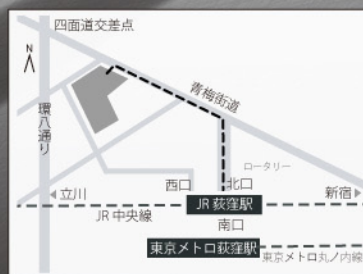 四面道交差点
N
環八通り
青梅街道
ロータリー
西口
北口
立川
新宿
JR 荻窪駅
JR 中央線
南口
東京メトロ荻窪駅
東京メトロ丸ノ内線